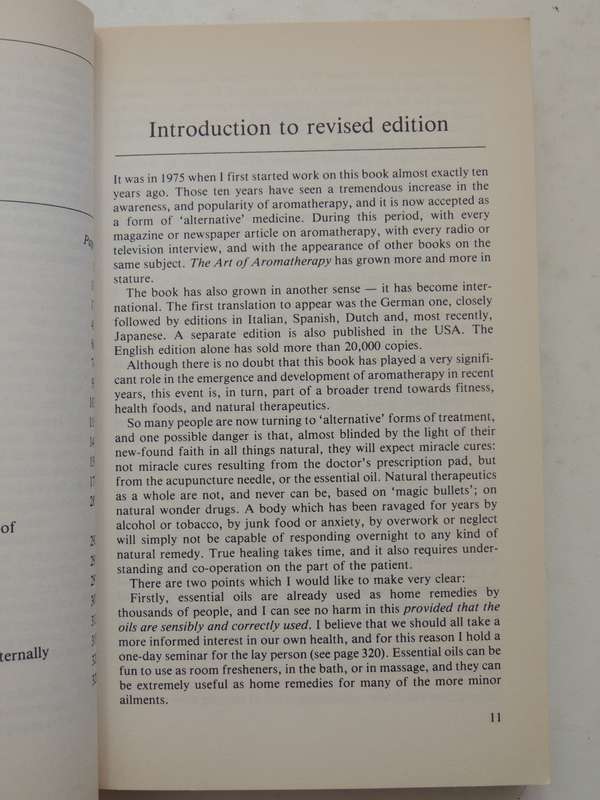 of
ternally
Introduction to revised edition
It was in 1975 when I first started work on this book almost exactly ten
years ago. Those ten years have seen a tremendous increase in the
awareness, and popularity of aromatherapy, and it is now accepted as
a form of ‘alternative’ medicine. During this period, with every
magazine or newspaper article on aromatherapy, with every radio or
television interview, and with the appearance of other books on the
same subject. The Art of Aromatherapy has grown more and more in
stature.
The book has also grown in another sense — it has become inter-
national. The first translation to appear was the German one, closely
followed by editions in Italian, Spanish, Dutch and, most recently,
Japanese. A separate edition is also published in the USA. The
English edition alone has sold more than 20,000 copies.
Although there is no doubt that this book has played a very signifi-
cant role in the emergence and development of aromatherapy in recent
years, this event is, in turn, part of a broader trend towards fitness,
health foods, and natural therapeutics.
So many people are now turning to ‘alternative’ forms of treatment,
and one possible danger is that, almost blinded by the light of their
new-found faith in all things natural, they will expect miracle cures:
not miracle cures resulting from the doctor’s prescription pad, but
from the acupuncture needle, or the essential oil. Natural therapeutics
as a whole are not, and never can be, based on ‘magic bullets’; on
natural wonder drugs. A body which has been ravaged for years by
alcohol or tobacco, by junk food or anxiety, by overwork or neglect
will simply not be capable of responding overnight to any kind of
natural remedy. True healing takes time, and it also requires under-
standing and co-operation on the part of the patient.
There are two points which I would like to make very clear:
Firstly, essential oils are already used as home remedies by
thousands of people, and I can see no harm in this provided that the
oils are sensibly and correctly used. I believe that we should all take a
more informed interest in our own health, and for this reason I hold a
one-day seminar for the lay person (see page 320). Essential oils can be
fun to use as room fresheners, in the bath, or in massage, and they can
be extremely useful as home remedies for many of the more minor
ailments.
11